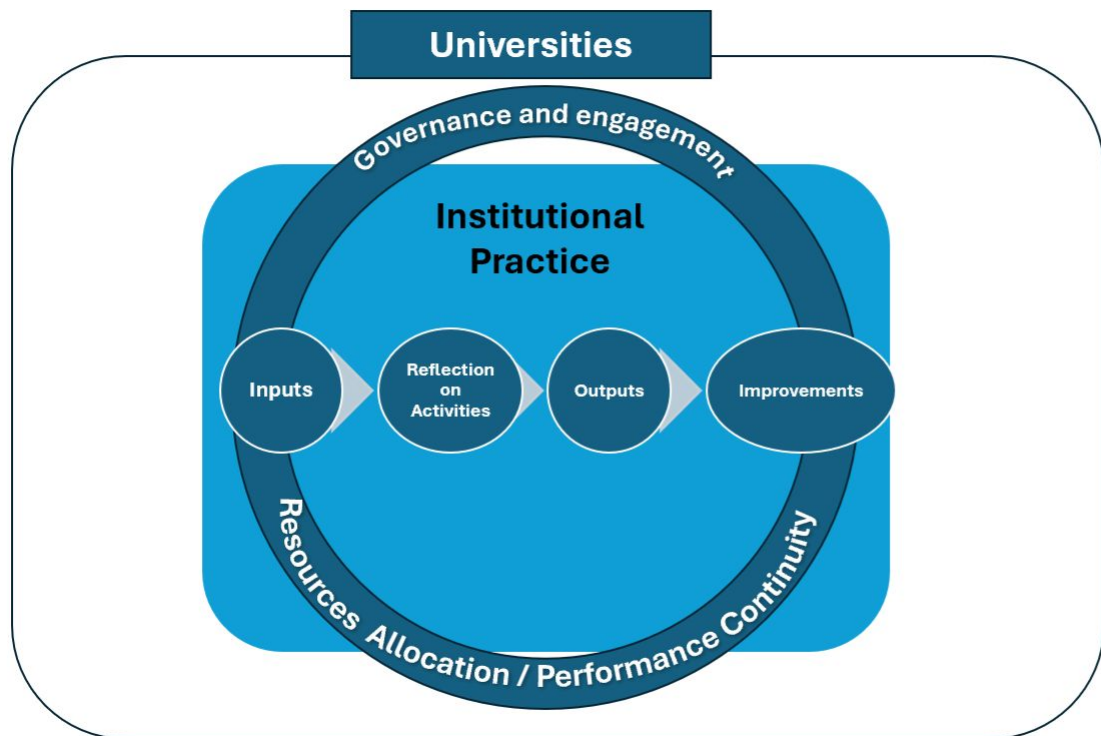 Universities
Governance and engagement
Institutional
Practice
Inputs
Reflection
on
Activities
Outputs
Improvements
Resources Allocation / Performance Continuity